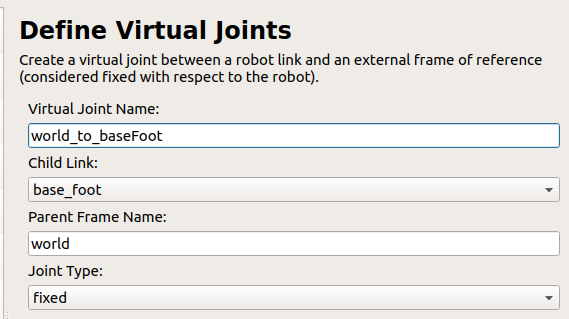 Define Virtual Joints
Create a virtual joint between a robot link and an external frame of reference
(considered fixed with respect to the robot).
Virtual Joint Name:
world_to_baseFoot
Child Link:
base_foot
Parent Frame Name:
world
Joint Type:
fixed